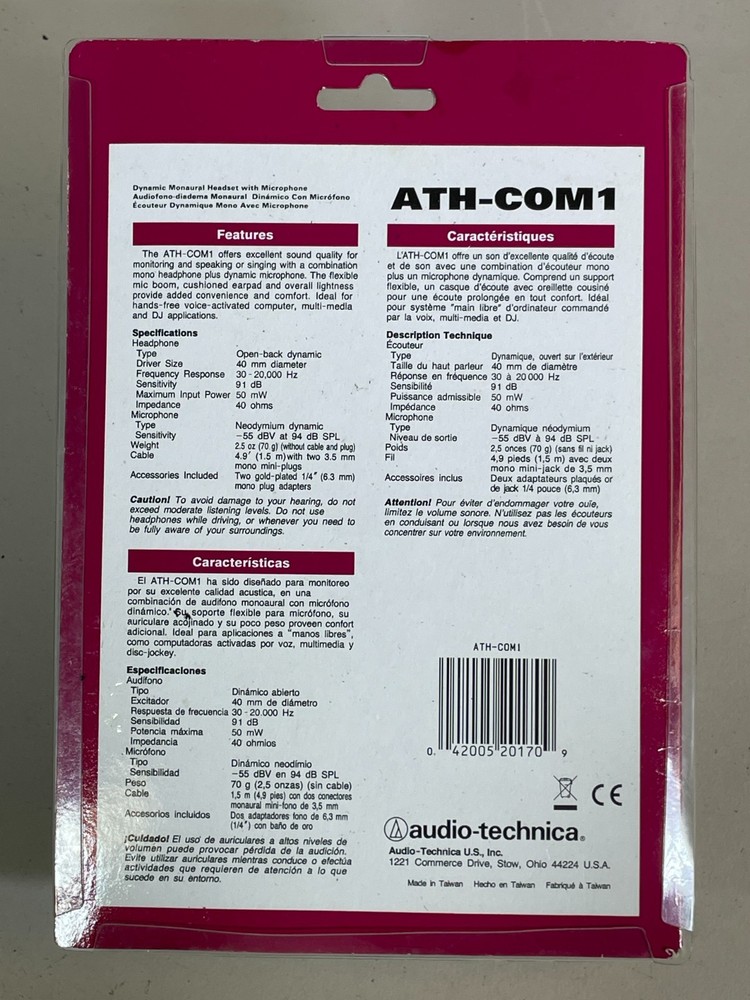 Dynamic Monaural Headset with Microphone
Audiofono-diadema Monaural Dinámico Con Micrófono
Écouteur Dynamique Mono Avec Microphone
ATH-COM1
Features
The ATH-COM1 offers excellent sound quality for
monitoring and speaking or singing with a combination
mono headphone plus dynamic microphone. The flexible
mic boom, cushioned earpad and overall lightness
provide added convenience and comfort. Ideal for
hands-free voice-activated computer, multi-media
and DJ applications.
Specifications
Headphone
Type Open-back dynamic
Driver Size 40 mm diameter
Frequency Response 30 - 20,000 Hz
Sensitivity 91 dB
Maximum Input Power 50 mW
Impedance 40 ohms
Microphone
Type Neodymium dynamic
Sensitivity −55 dBV at 94 dB SPL
Weight 2.5 oz (70 g) (without cable and plug)
Cable 4.9' (1.5 m) with two 3.5 mm
mono mini-plugs
Accessories Included Two gold-plated 1/4" (6.3 mm)
mono plug adapters
Caution! To avoid damage to your hearing, do not
exceed moderate listening levels. Do not use
headphones while driving, or whenever you need to
be fully aware of your surroundings.
Caractéristiques
L'ATH-COM1 offre un son d'excellente qualité d'écoute
et de son avec une combination d'écouteur mono
plus un microphone dynamique. Comprend un support
flexible, un casque d'écoute avec oreillette cousiné
pour une écoute prolongée en tout confort. Idéal
pour système "main libre" d'ordinateur commandé
par la voix, multi-media et DJ.
Description Technique
Écouteur
Type Dynamique, ouvert sur l'extérieur
Taille du haut parleur 40 mm de diamètre
Réponse en fréquence 30 à 20 000 Hz
Sensibilité 91 dB
Puissance admissible 50 mW
Impédance 40 ohms
Microphone
Type Dynamique néodymium
Niveau de sortie −55 dBV à 94 dB SPL
Poids 2,5 onces (70 g) (sans fil ni jack)
Fil 4,9 pieds (1,5 m) avec deux
mono mini-jack de 3,5 mm
Accessoires inclus Deux adaptateurs plaqués or
de jack 1/4 pouce (6,3 mm)
Attention! Pour éviter d'endommager votre ouïe,
limitez le volume sonore. N'utilisez pas les écouteurs
en conduisant ou lorsque nous avez besoin de vous
concentrer sur votre environnement.
Características
El ATH-COM1 ha sido diseñado para monitoreo
por su excelente calidad acustica, en una
combinación de audifono monoaural con micrófono
dinámico. Su soporte flexible para micrófono, su
auriculare acojinado y su poco peso proveen confort
adicional. Ideal para aplicaciones a "manos libres",
como computadoras activadas por voz, multimedia y
disc-jockey.
Especificaciones
Audífono
Tipo Dinámico abierto
Excitador 40 mm de diámetro
Respuesta de frecuencia 30 - 20.000 Hz
Sensibilidad 91 dB
Potencia máxima 50 mW
Impedancia 40 ohmios
Micrófono
Tipo Dinámico neodímio
Sensibilidad −55 dBV en 94 dB SPL
Peso 70 g (2,5 onzas) (sin cable)
Cable 1,5 m (4,9 pies) con dos conectores
monaural mini-fono de 3,5 mm
Accesorios incluidos Dos adaptadores fono de 6,3 mm
(1/4") con baño de oro
¡Cuidado! El uso de auriculares a altos niveles de
volumen puede provocar pérdida de la audición.
Evite utilizar auriculares mientras conduce o efectúa
actividades que requieren de atención a lo que
sucede en su entorno.
ATH-COM1
0 42005 20170 9
CE
audio-technica®
Audio-Technica U.S., Inc.
1221 Commerce Drive, Stow, Ohio 44224 U.S.A.
Made in Taiwan Hecho en Taiwan Fabriqué à Taiwan